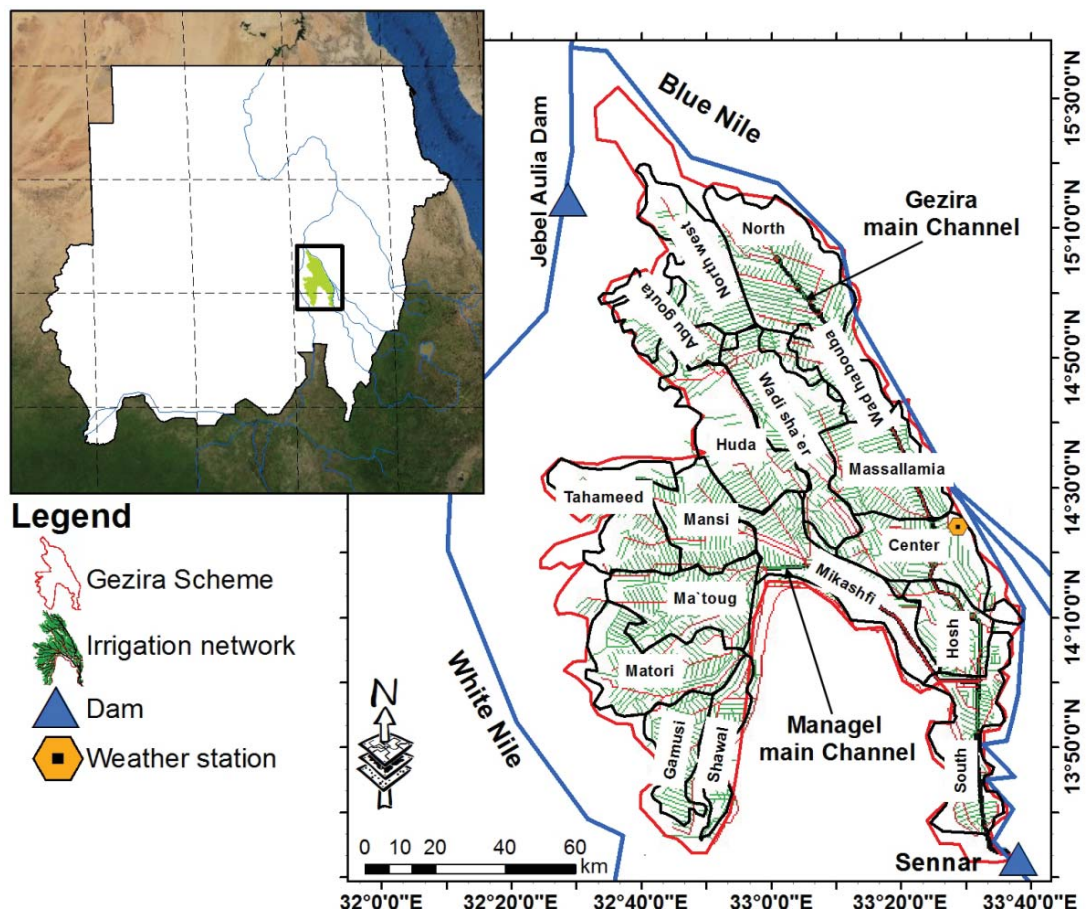 Blue Nile
Jebel Aulia Dam
Gezira
main Channel
North
North west
Abu gouta
Wad habouba
Wadi sha`er
Huda
Massallamia
Tahameed
Mansi
Center
Mikashfi
Ma`toug
Hosh
Matori
White Nile
Managel
main Channel
Gamusi
Shawal
South
Sennar
N
0 10 20 40 60
km
15°30'0"N
15°10'0"N
14°50'0"N
14°30'0"N
14°10'0"N
13°50'0"N
32°0'0"E
32°20'0"E
32°40'0"E
33°0'0"E
33°20'0"E
33°40'0"E
Legend
Gezira Scheme
Irrigation network
Dam
Weather station